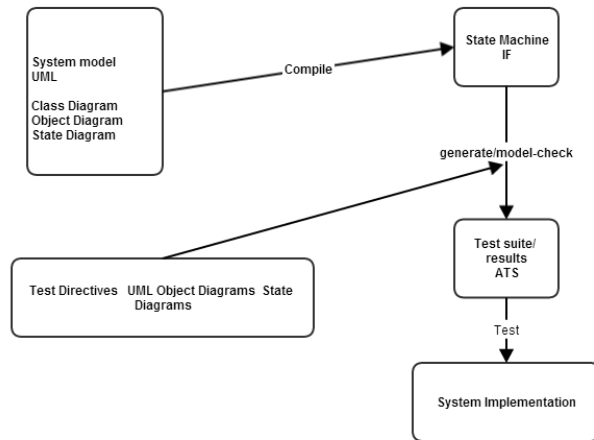 System model
UML
Class Diagram
Object Diagram
State Diagram
Compile
State Machine
IF
generate/model-check
Test Directives UML Object Diagrams State
Diagrams
Test suite/
results
ATS
Test
System Implementation